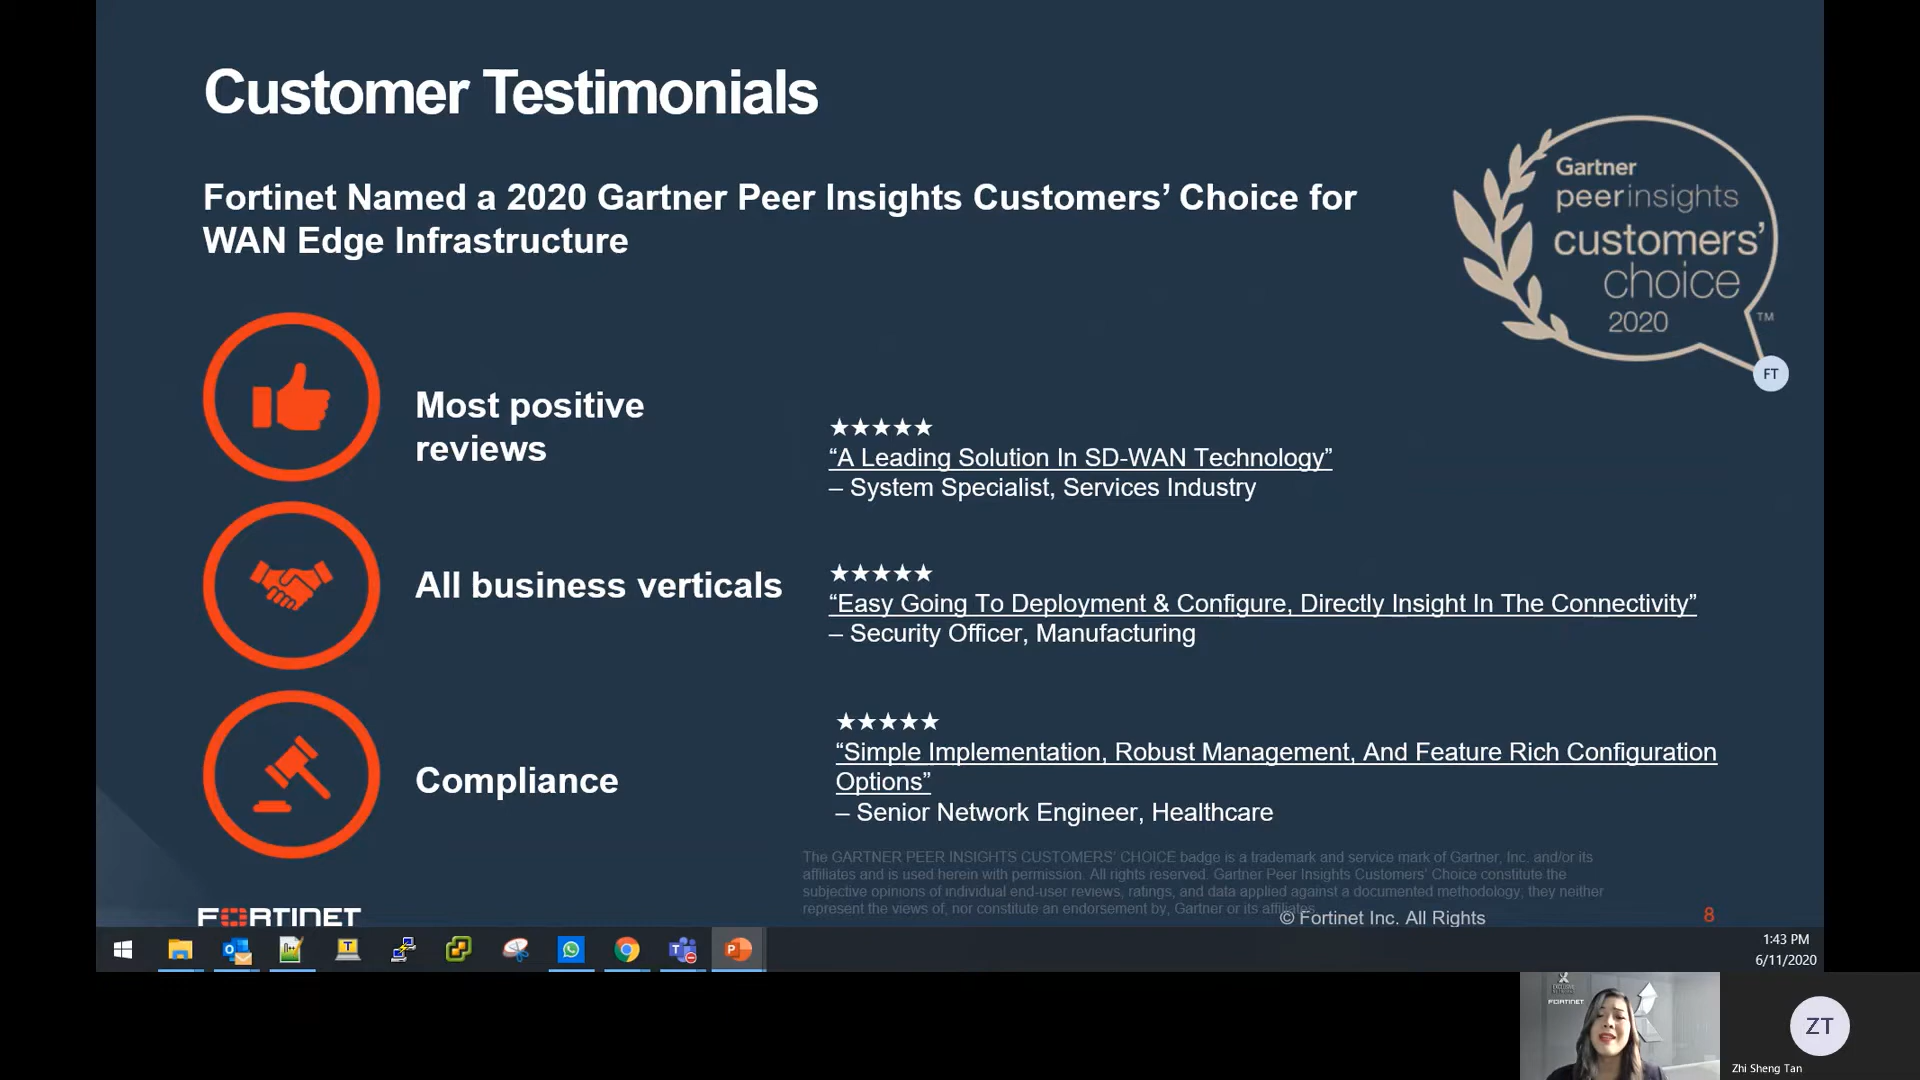 Customer Testimonials
Fortinet Named a 2020 Gartner Peer Insights Customers’ Choice for
WAN Edge Infrastructure
Gartner
peerinsights
customers’
choice
2020
TM
FT
Most positive
reviews
★★★★★
“A Leading Solution In SD-WAN Technology”
– System Specialist, Services Industry
All business verticals
★★★★★
“Easy Going To Deployment & Configure, Directly Insight In The Connectivity”
– Security Officer, Manufacturing
Compliance
★★★★★
“Simple Implementation, Robust Management, And Feature Rich Configuration
Options”
– Senior Network Engineer, Healthcare
The GARTNER PEER INSIGHTS CUSTOMERS’ CHOICE badge is a trademark and service mark of Gartner, Inc. and/or its
affiliates and is used herein with permission. All rights reserved. Gartner Peer Insights Customers’ Choice constitute the
subjective opinions of individual end-user reviews, ratings, and data applied against a documented methodology; they neither
represent the views of, nor constitute an endorsement by, Gartner or its affiliates
FORTINET
© Fortinet Inc. All Rights
8
1:43 PM
6/11/2020
FORTINET
ZT
Zhi Sheng Tan